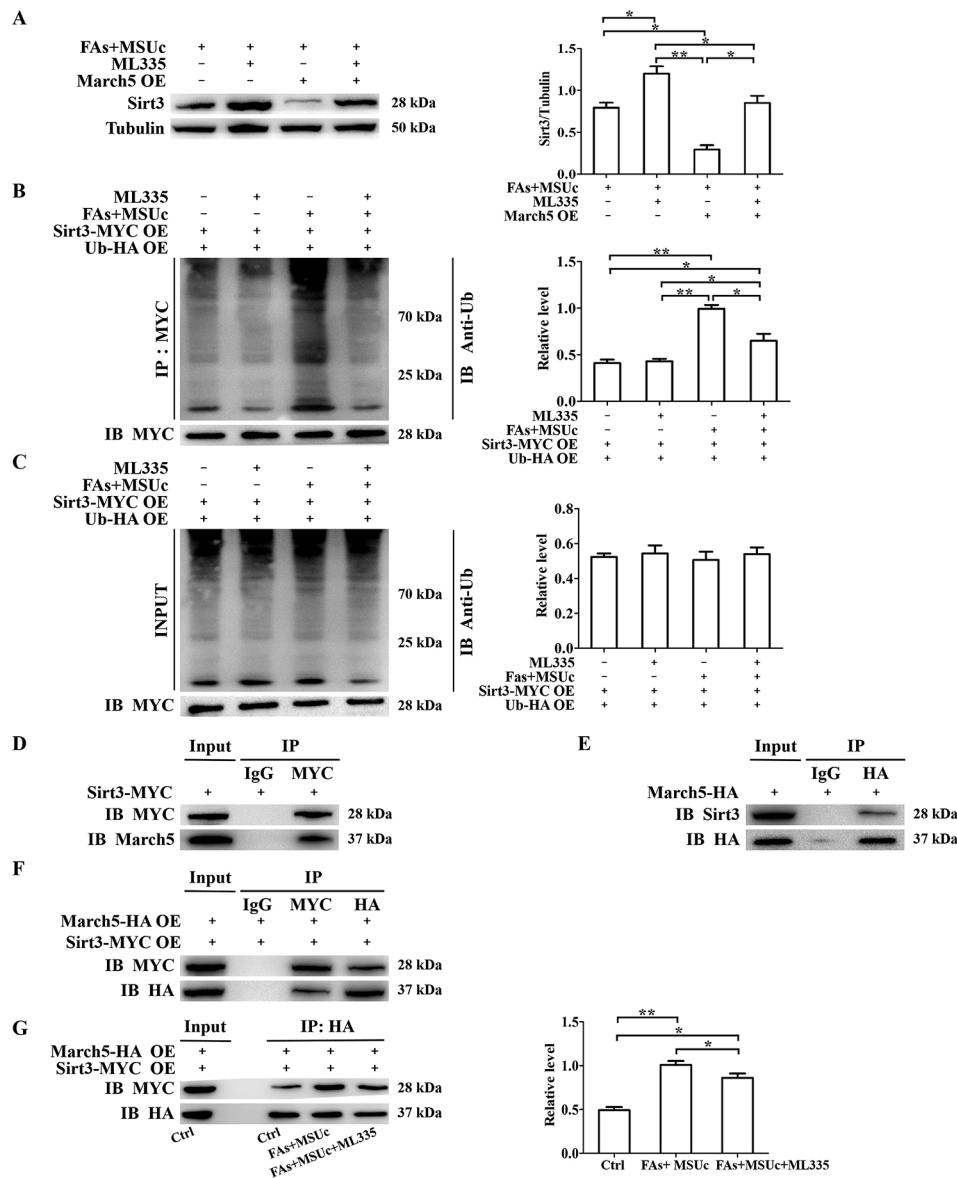 A
FAs+MSUc + + + +
ML335 – + – +
March5 OE – – + +
Sirt3 28 kDa
Tubulin 50 kDa
* * * ** *
Sirt3/Tubulin
1.5
1.0
0.5
0.0
FAs+MSUc + + + +
ML335 – + – +
March5 OE – – + +
B
ML335 – + – +
FAs+MSUc – – + +
Sirt3-MYC OE + + + +
Ub-HA OE + + + +
IP : MYC
70 kDa
25 kDa
IB Anti-Ub
IB MYC 28 kDa
** * * ** *
Relative level
1.5
1.0
0.5
0.0
ML335 – + – +
FAs+MSUc – – + +
Sirt3-MYC OE + + + +
Ub-HA OE + + + +
C
ML335 – + – +
FAs+MSUc – – + +
Sirt3-MYC OE + + + +
Ub-HA OE + + + +
INPUT
70 kDa
25 kDa
IB Anti-Ub
IB MYC 28 kDa
Relative level
0.8
0.6
0.4
0.2
0.0
ML335 – + – +
Fas+MSUc – – + +
Sirt3-MYC OE + + + +
Ub-HA OE + + + +
D
Input IP
IgG MYC
Sirt3-MYC + + +
IB MYC 28 kDa
IB March5 37 kDa
E
Input IP
IgG HA
March5-HA + + +
IB Sirt3 28 kDa
IB HA 37 kDa
F
Input IP
IgG MYC HA
March5-HA OE + + + +
Sirt3-MYC OE + + + +
IB MYC 28 kDa
IB HA 37 kDa
G
Input IP: HA
March5-HA OE + + + +
Sirt3-MYC OE + + + +
IB MYC 28 kDa
IB HA 37 kDa
Ctrl Ctrl FAs+MSUc FAs+MSUc+ML335
** * *
Relative level
1.5
1.0
0.5
0.0
Ctrl FAs+ MSUc FAs+MSUc+ML335